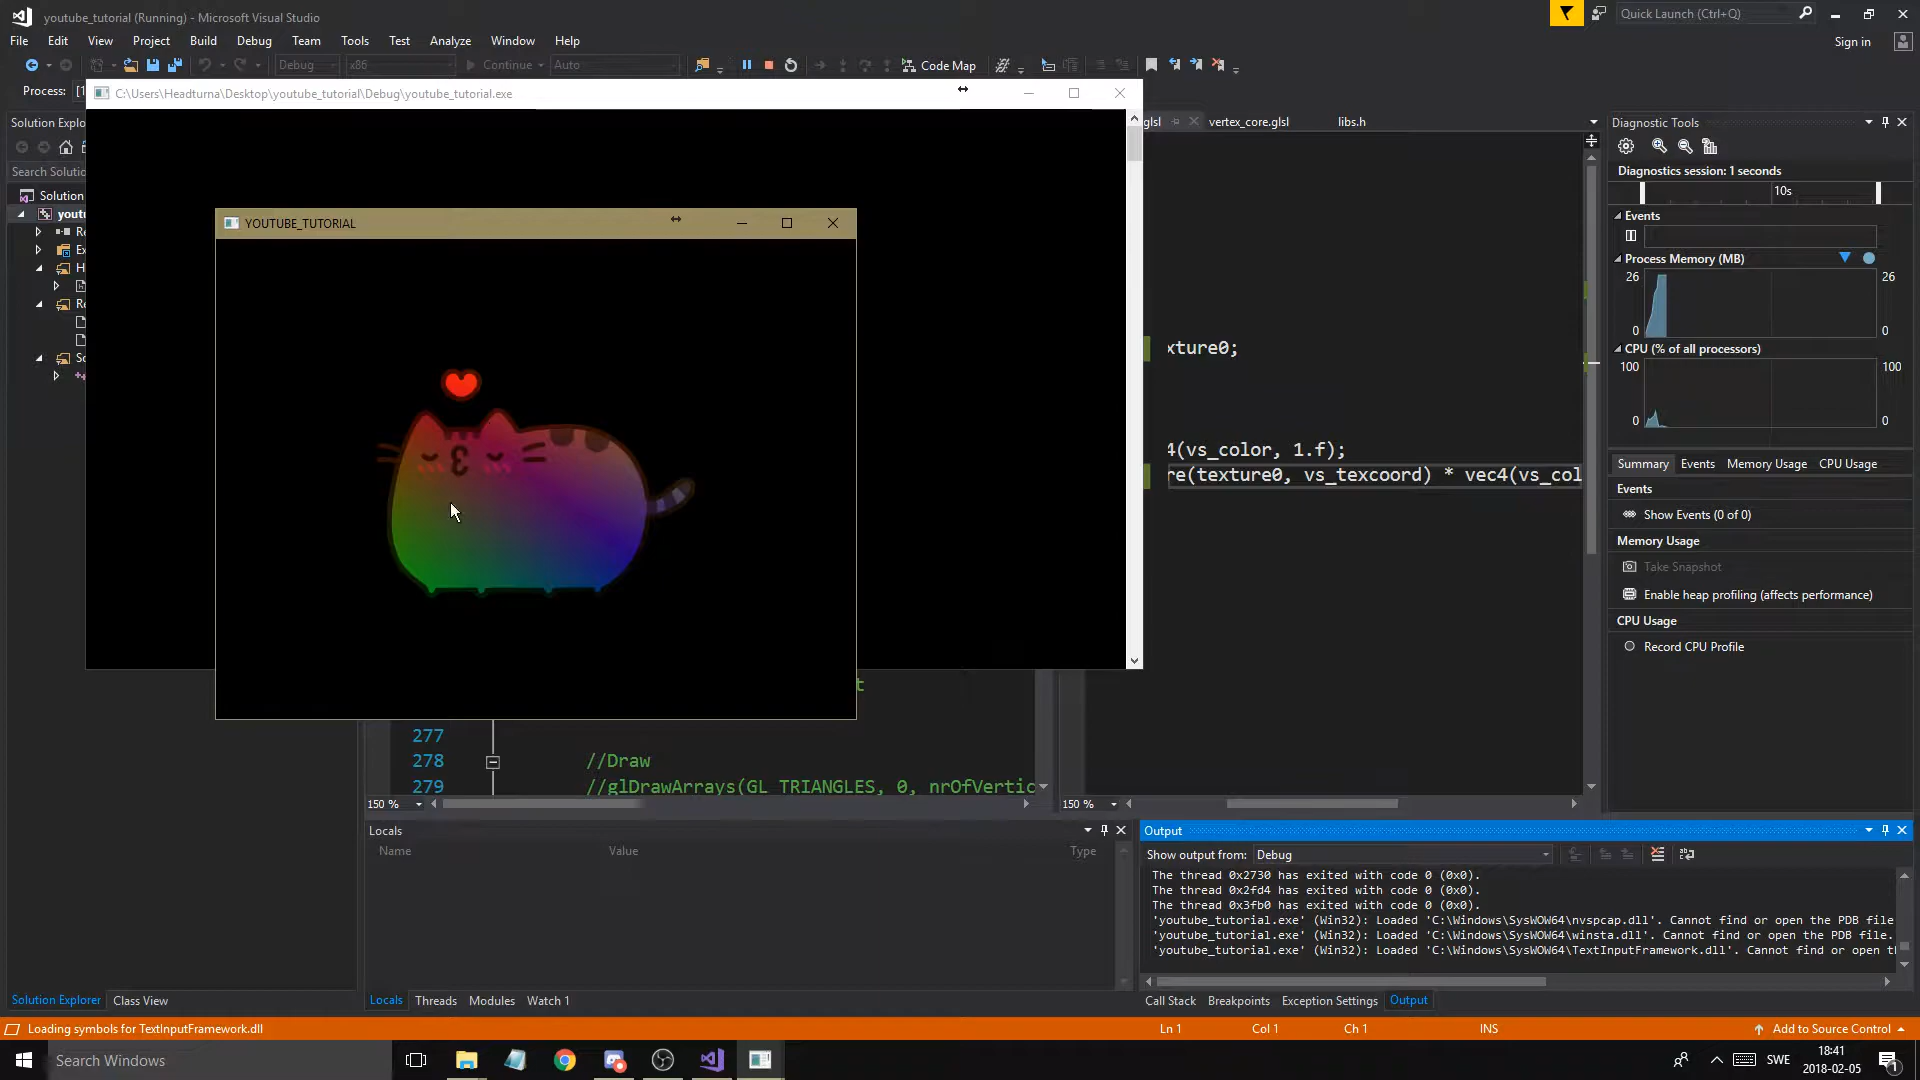 youtube_tutorial (Running) - Microsoft Visual Studio
Quick Launch (Ctrl+Q)
File Edit View Project Build Debug Team Tools Test Analyze Window Help
Sign in
Debug x86 Continue Auto Code Map
Process: [1
C:\Users\Headturna\Desktop\youtube_tutorial\Debug\youtube_tutorial.exe
Solution Explo
glsl vertex_core.glsl libs.h
Diagnostic Tools
Search Solutio
Diagnostics session: 1 seconds
10s
Solution
yout
Re
Ex
H
Re
So
YOUTUBE_TUTORIAL
Events
Process Memory (MB)
26 26
0 0
xture0;
CPU (% of all processors)
100 100
0 0
4(vs_color, 1.f);
re(texture0, vs_texcoord) * vec4(vs_col
Summary Events Memory Usage CPU Usage
Events
Show Events (0 of 0)
Memory Usage
Take Snapshot
Enable heap profiling (affects performance)
CPU Usage
Record CPU Profile
t
277
278 //Draw
279 //glDrawArrays(GL_TRIANGLES, 0, nrOfVertic
150 % 150 %
Locals
Name Value Type
Output
Show output from: Debug
The thread 0x2730 has exited with code 0 (0x0).
The thread 0x2fd4 has exited with code 0 (0x0).
The thread 0x3fb0 has exited with code 0 (0x0).
'youtube_tutorial.exe' (Win32): Loaded 'C:\Windows\SysWOW64\nvspcap.dll'. Cannot find or open the PDB file
'youtube_tutorial.exe' (Win32): Loaded 'C:\Windows\SysWOW64\winsta.dll'. Cannot find or open the PDB file.
'youtube_tutorial.exe' (Win32): Loaded 'C:\Windows\SysWOW64\TextInputFramework.dll'. Cannot find or open th
Solution Explorer Class View
Locals Threads Modules Watch 1
Call Stack Breakpoints Exception Settings Output
Loading symbols for TextInputFramework.dll
Ln 1 Col 1 Ch 1 INS
Add to Source Control
Search Windows
SWE
18:41
2018-02-05
1